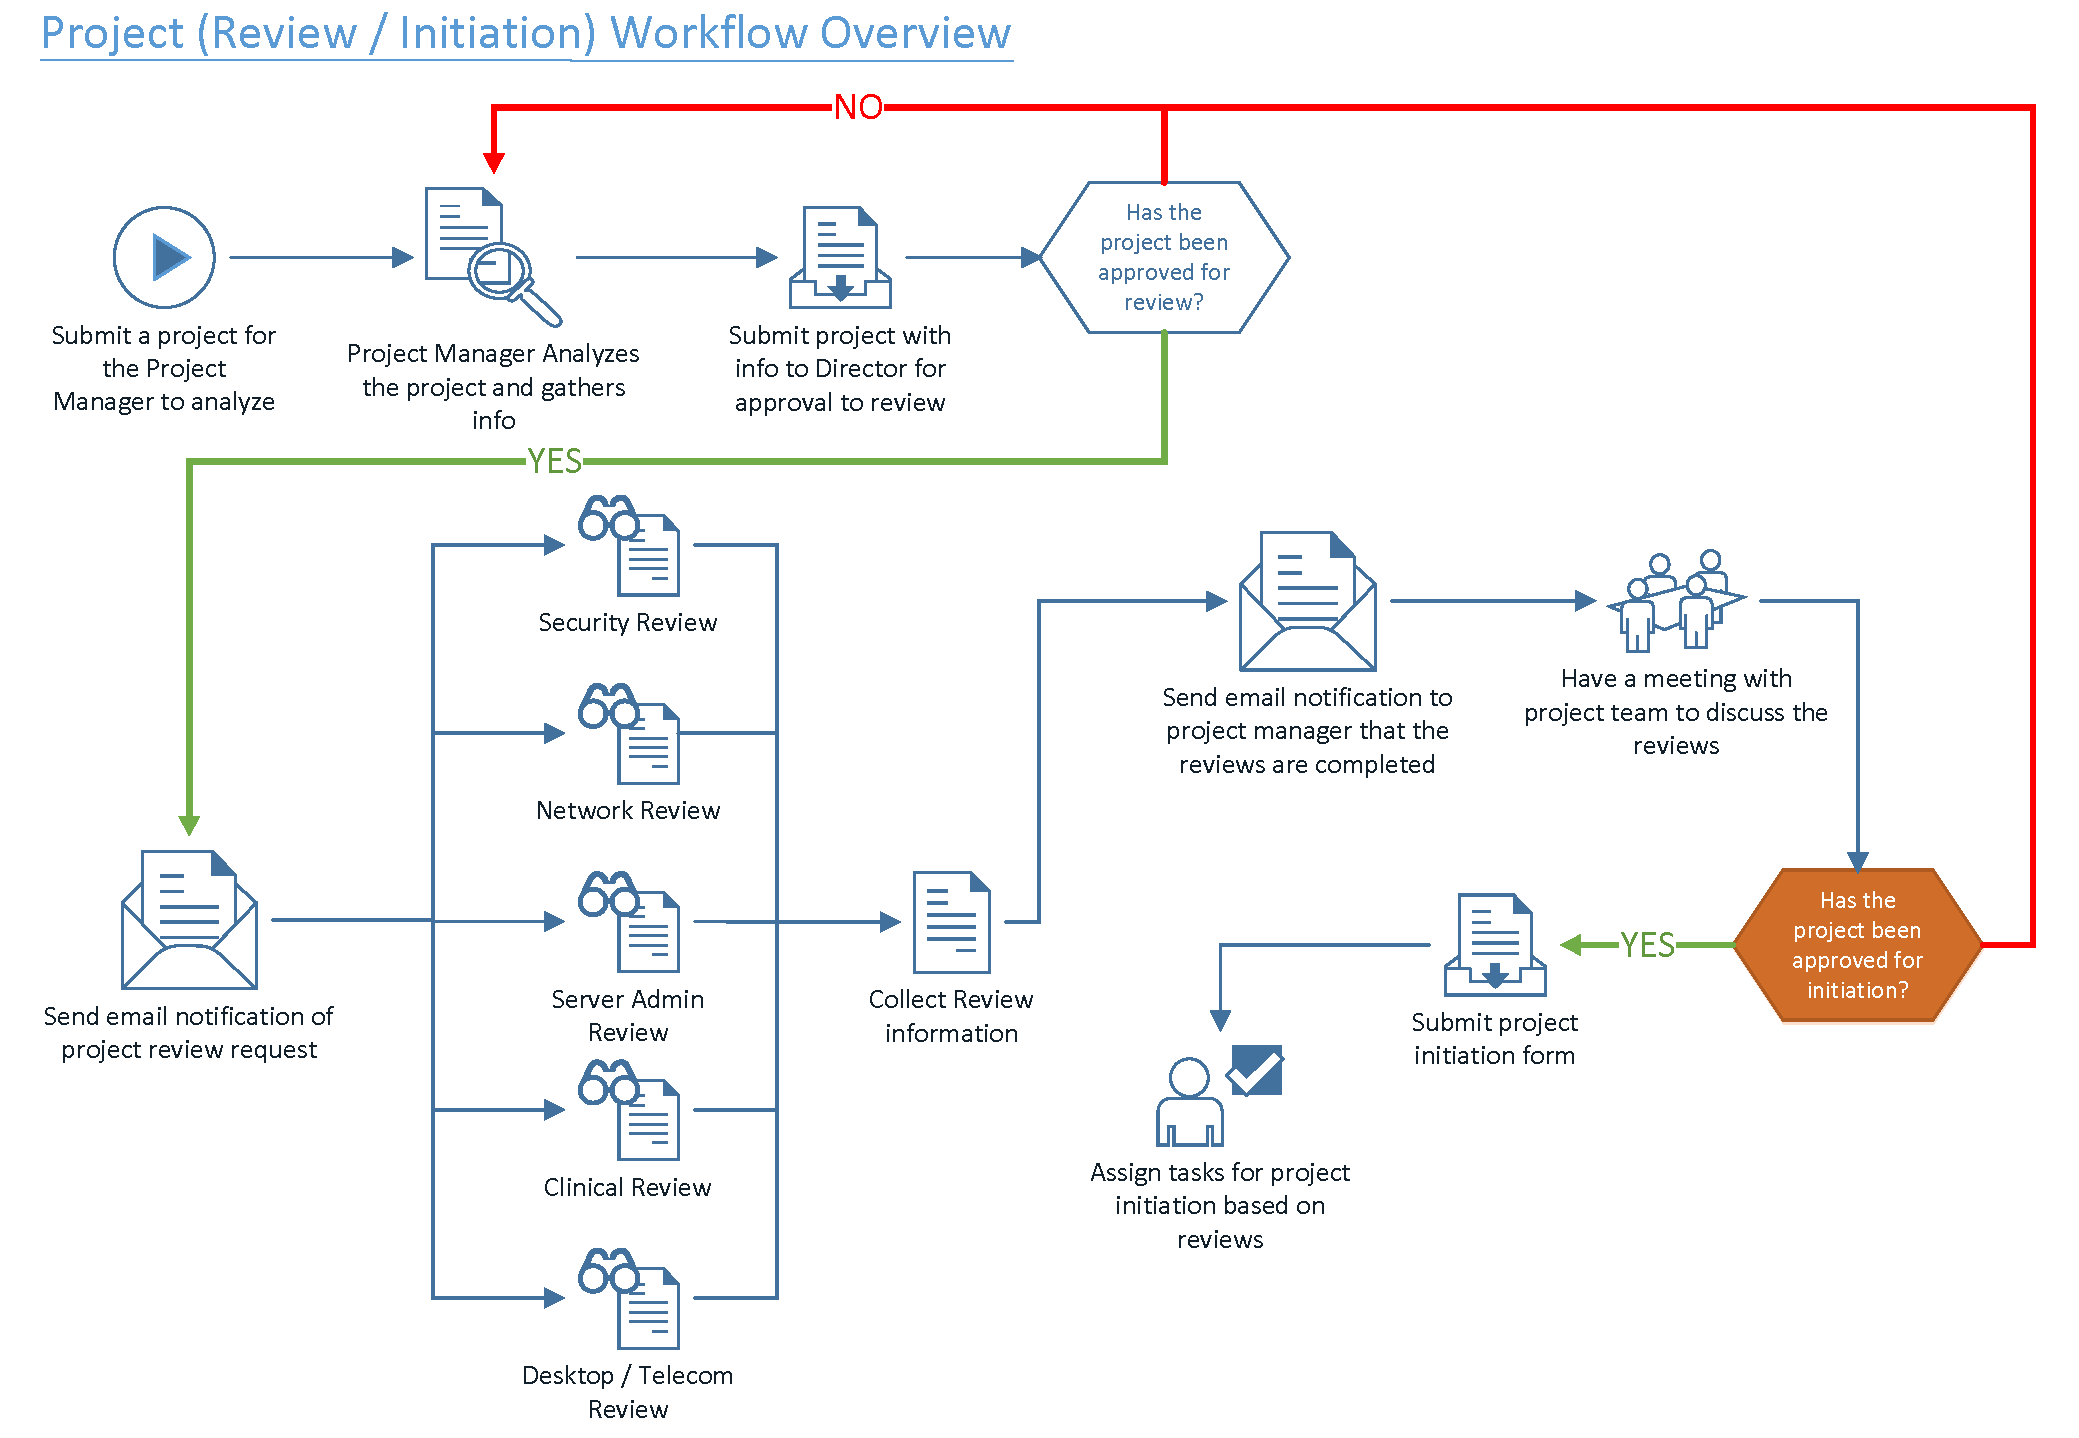 Project (Review / Initiation) Workflow Overview
NO
Has the
project been
approved for
review?
Submit a project for
the Project
Manager to analyze
Project Manager Analyzes
the project and gathers
info
Submit project with
info to Director for
approval to review
YES
Security Review
Network Review
Server Admin
Review
Clinical Review
Desktop / Telecom
Review
Send email notification of
project review request
Collect Review
information
Send email notification to
project manager that the
reviews are completed
Have a meeting with
project team to discuss the
reviews
Has the
project been
approved for
initiation?
YES
Submit project
initiation form
Assign tasks for project
initiation based on
reviews